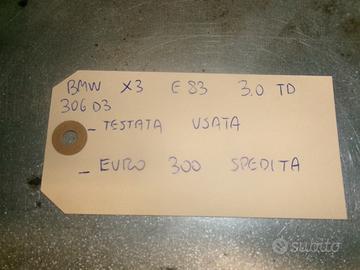 BMW X3 E83 3.0 TD
306D3
- TESTATA USATA
- EURO 300 SPEDITA
subito